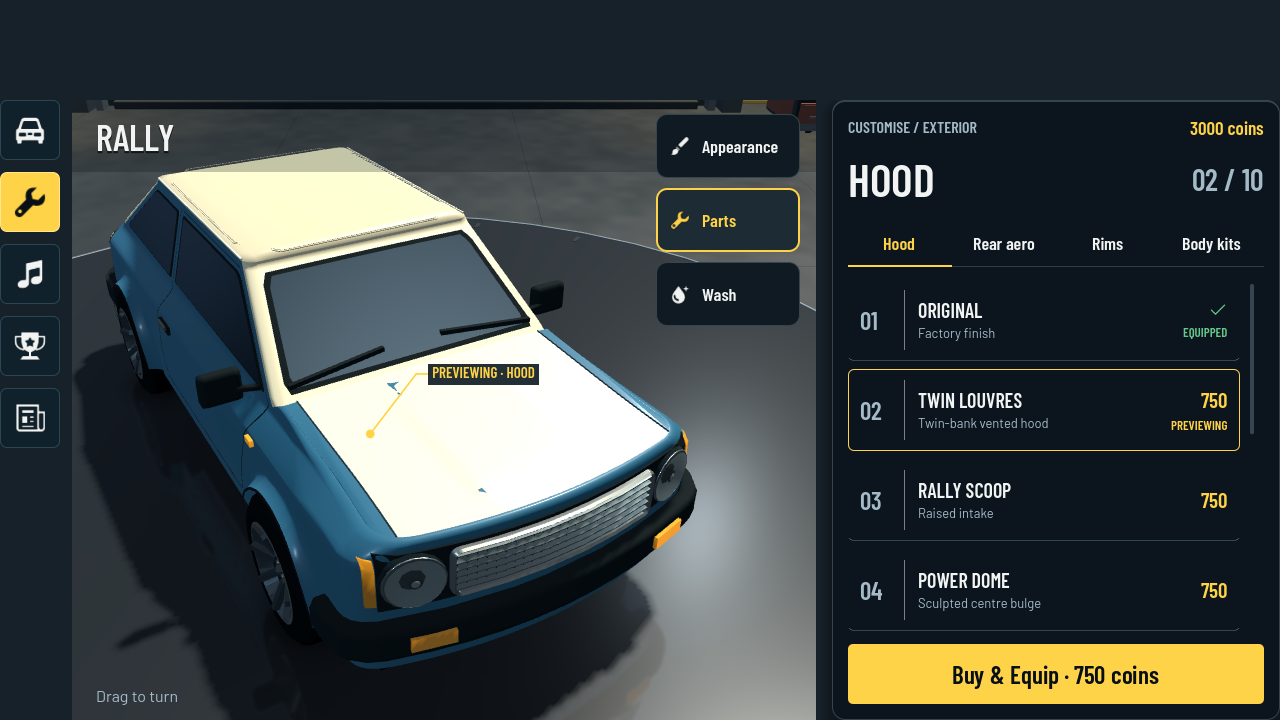 RALLY
Appearance
Parts
Wash
PREVIEWING · HOOD
Drag to turn
CUSTOMISE / EXTERIOR
3000 coins
HOOD
02 / 10
Hood
Rear aero
Rims
Body kits
01
ORIGINAL
Factory finish
EQUIPPED
02
TWIN LOUVRES
Twin-bank vented hood
750
PREVIEWING
03
RALLY SCOOP
Raised intake
750
04
POWER DOME
Sculpted centre bulge
750
Buy & Equip · 750 coins